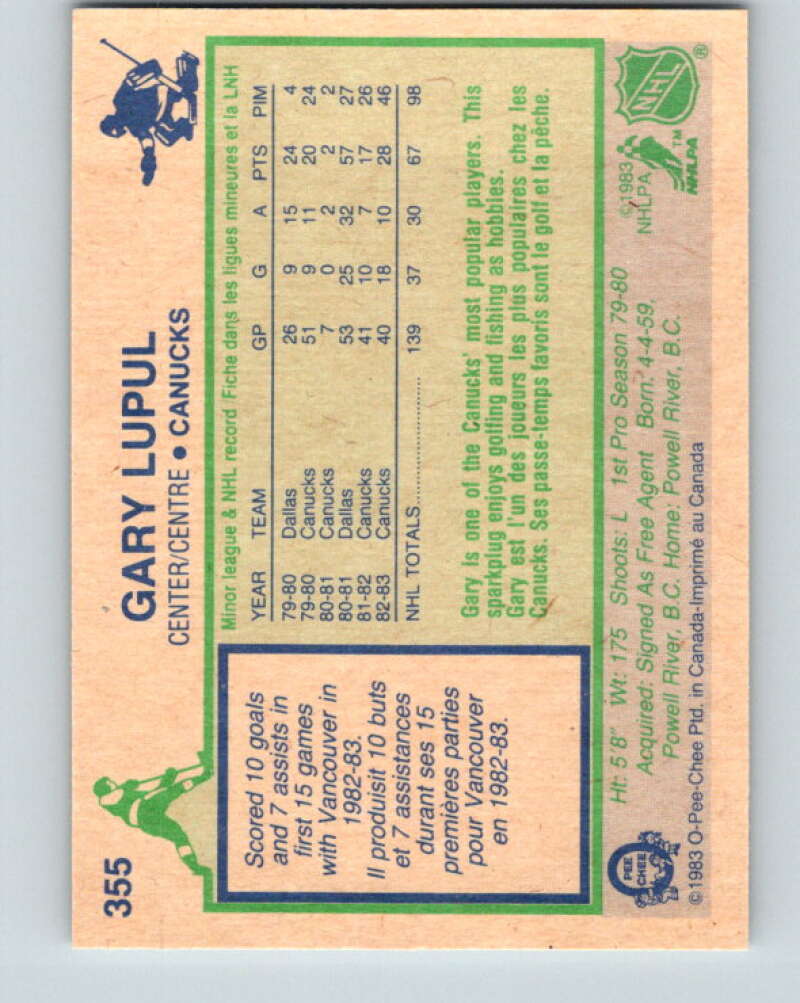 355
GARY LUPUL
CENTER/CENTRE ● CANUCKS
Scored 10 goals
and 7 assists in
first 15 games
with Vancouver in
1982-83.
Il produisit 10 buts
et 7 assistances
durant ses 15
premières parties
pour Vancouver
en 1982-83.
Minor league & NHL record Fiche dans les ligues mineures et la LNH
YEAR TEAM GP G A PTS PIM
79-80 Dallas 26 9 15 24 4
79-80 Canucks 51 9 11 20 24
80-81 Canucks 7 0 2 2 2
80-81 Dallas 53 25 32 57 27
81-82 Canucks 41 10 7 17 26
82-83 Canucks 40 18 10 28 46
NHL TOTALS.................... 139 37 30 67 98
Gary is one of the Canucks' most popular players. This
sparkplug enjoys golfing and fishing as hobbies.
Gary est l'un des joueurs les plus populaires chez les
Canucks. Ses passe-temps favoris sont le golf et la pêche.
Ht: 5'8" Wt: 175 Shoots: L 1st Pro Season 79-80
Acquired: Signed As Free Agent Born: 4-4-59,
Powell River, B.C. Home: Powell River, B.C.
©1983 O-Pee-Chee Ptd. in Canada-Imprimé au Canada
PEE
CHEE
©1983
NHLPA
NHLPA
TM
NHL
®